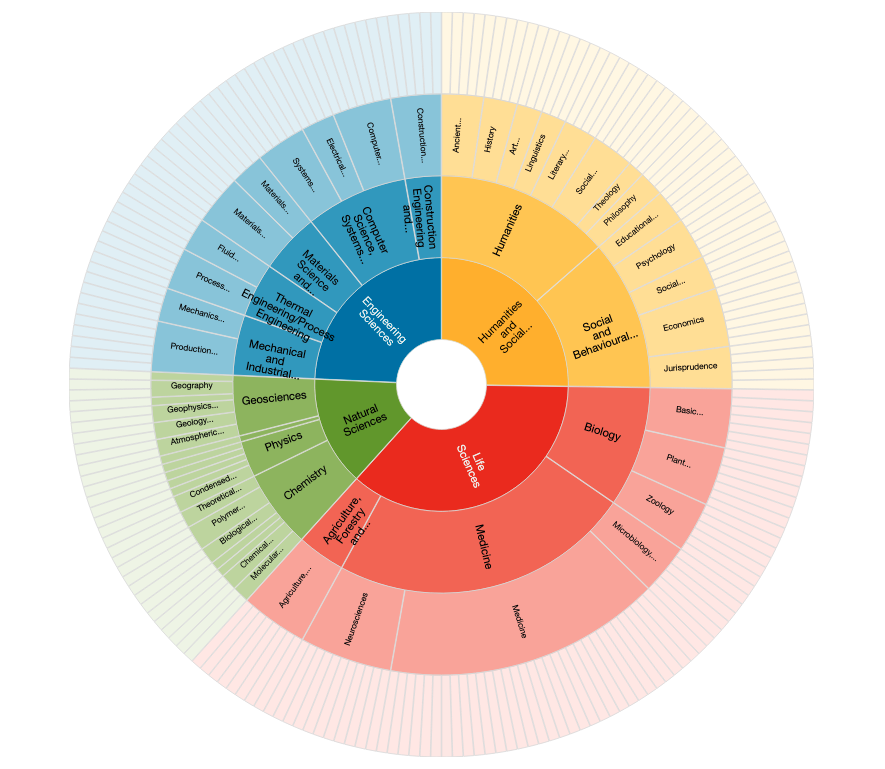 Humanities
and
Social...
Humanities
Ancient...
History
Art...
Linguistics
Literary...
Social...
Theology
Philosophy
Social
and
Behavioural...
Educational...
Psychology
Social...
Economics
Jurisprudence
Life
Sciences
Biology
Basic...
Plant...
Zoology
Medicine
Microbiology,...
Medicine
Neurosciences
Agriculture,
Forestry
and...
Agriculture,...
Natural
Sciences
Chemistry
Molecular...
Chemical...
Biological...
Polymer...
Physics
Theoretical...
Condensed...
Geosciences
Atmospheric...
Geology...
Geophysics...
Geography
Engineering
Sciences
Mechanical
and
Industrial...
Production...
Mechanics...
Thermal
Engineering/Process
Engineering
Process...
Fluid...
Materials
Science
and...
Materials...
Materials...
Computer
Science,
Systems...
Systems...
Electrical...
Computer...
Construction
Engineering
and...
Construction...